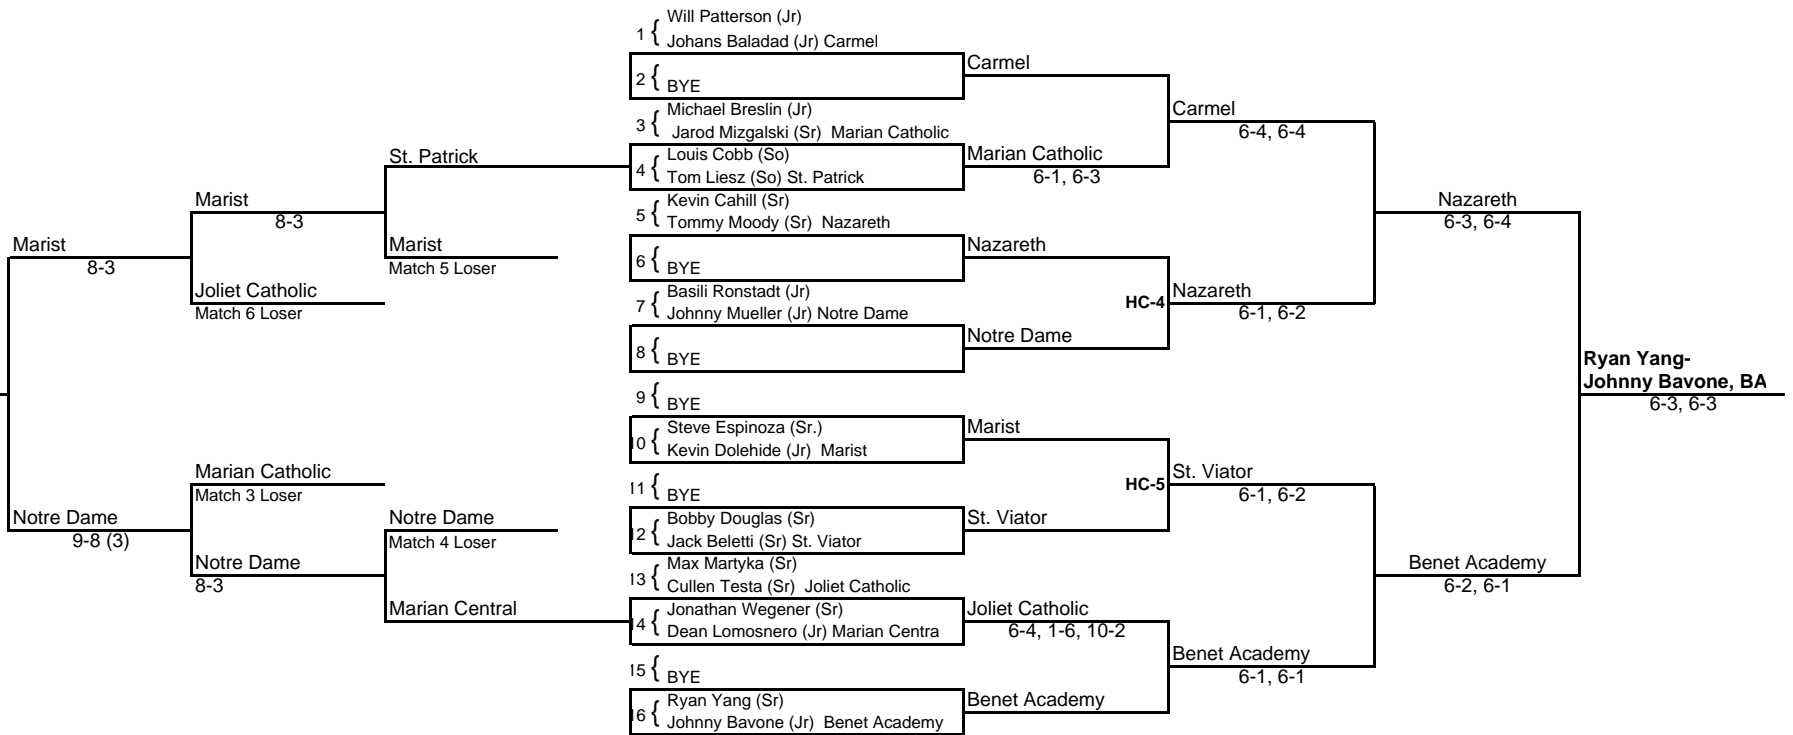 Will Patterson (Jr)
1 {
Johans Baladad (Jr) Carmel
Carmel
2 {
BYE
Michael Breslin (Jr)
Carmel
3 {
Jarod Mizgalski (Sr) Marian Catholic
6-4, 6-4
St. Patrick
Louis Cobb (So)
Marian Catholic
4 {
Tom Liesz (So) St. Patrick
6-1, 6-3
Marist
Kevin Cahill (Sr)
Nazareth
8-3
5 {
Tommy Moody (Sr) Nazareth
6-3, 6-4
Marist
Marist
Nazareth
8-3
Match 5 Loser
6 {
BYE
Joliet Catholic
Basili Ronstadt (Jr)
Nazareth
Match 6 Loser
7 {
Johnny Mueller (Jr) Notre Dame
HC-4
6-1, 6-2
Notre Dame
8 {
BYE
Ryan Yang-
Johnny Bavone, BA
6-3, 6-3
9 {
BYE
Steve Espinoza (Sr.)
Marist
10 {
Kevin Dolehide (Jr) Marist
Marian Catholic
St. Viator
Match 3 Loser
11 {
BYE
HC-5
6-1, 6-2
Notre Dame
Notre Dame
Bobby Douglas (Sr)
St. Viator
9-8 (3)
Match 4 Loser
12 {
Jack Beletti (Sr) St. Viator
Notre Dame
Max Martyka (Sr)
Benet Academy
8-3
13 {
Cullen Testa (Sr) Joliet Catholic
6-2, 6-1
Marian Central
Jonathan Wegener (Sr)
Joliet Catholic
14 {
Dean Lomosnero (Jr) Marian Centra
6-4, 1-6, 10-2
Benet Academy
15 {
BYE
6-1, 6-1
Ryan Yang (Sr)
Benet Academy
16 {
Johnny Bavone (Jr) Benet Academy